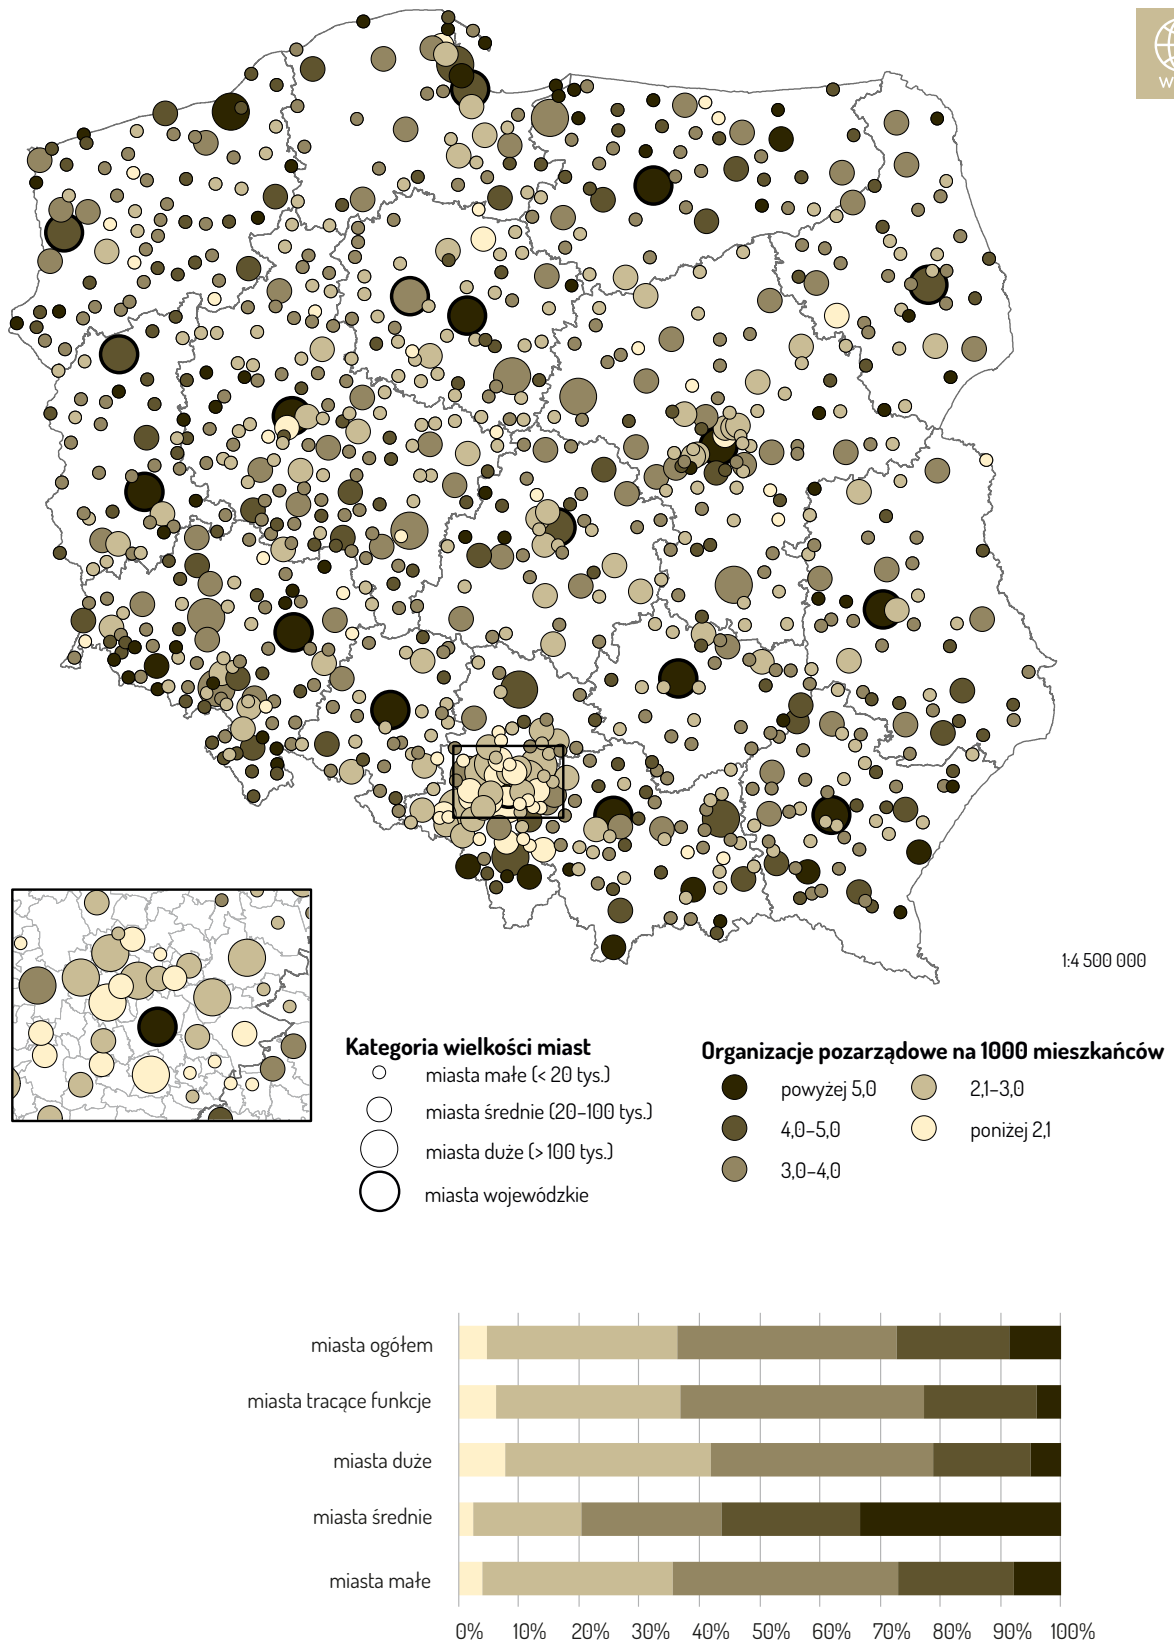 W
1:4 500 000
Kategoria wielkości miast
miasta małe (< 20 tys.)
miasta średnie (20–100 tys.)
miasta duże (> 100 tys.)
miasta wojewódzkie
Organizacje pozarządowe na 1000 mieszkańców
powyżej 5,0
4,0–5,0
3,0–4,0
2,1–3,0
poniżej 2,1
miasta ogółem
miasta tracące funkcje
miasta duże
miasta średnie
miasta małe
0% 10% 20% 30% 40% 50% 60% 70% 80% 90% 100%